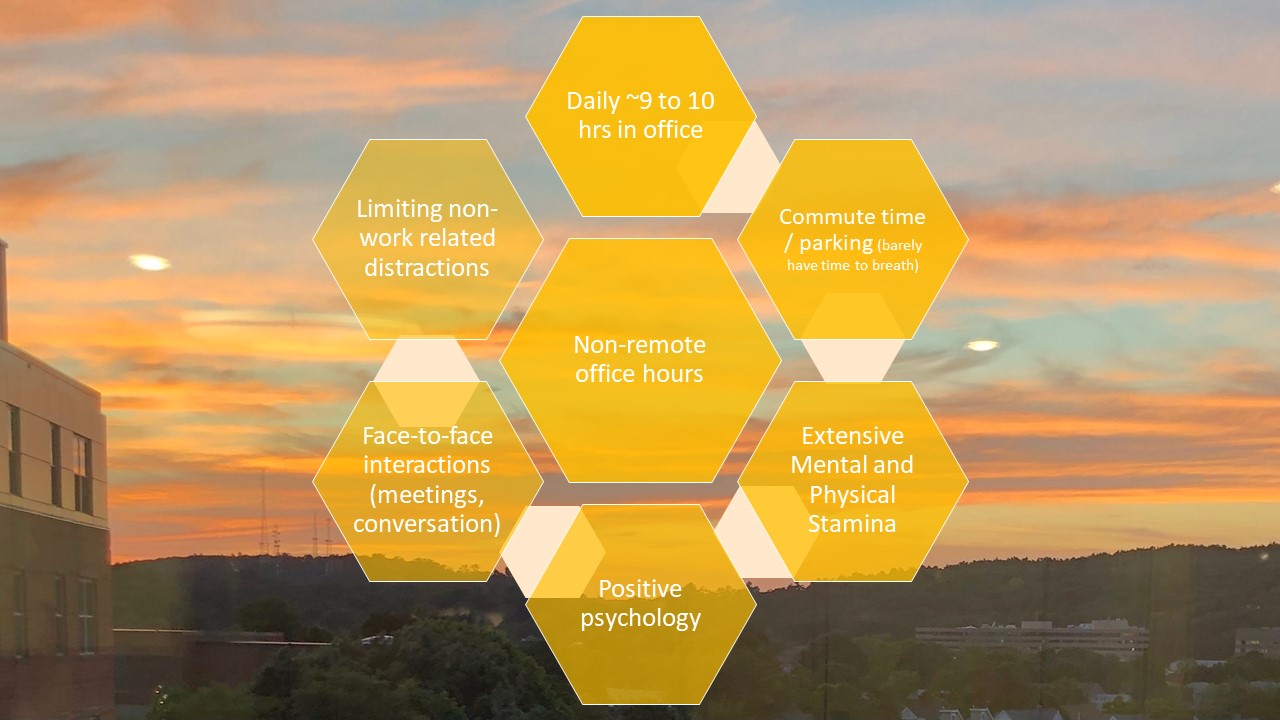 Daily ~9 to 10
hrs in office
Commute time
/ parking (barely
have time to breath)
Extensive
Mental and
Physical
Stamina
Positive
psychology
Face-to-face
interactions
(meetings,
conversation)
Limiting non-
work related
distractions
Non-remote
office hours